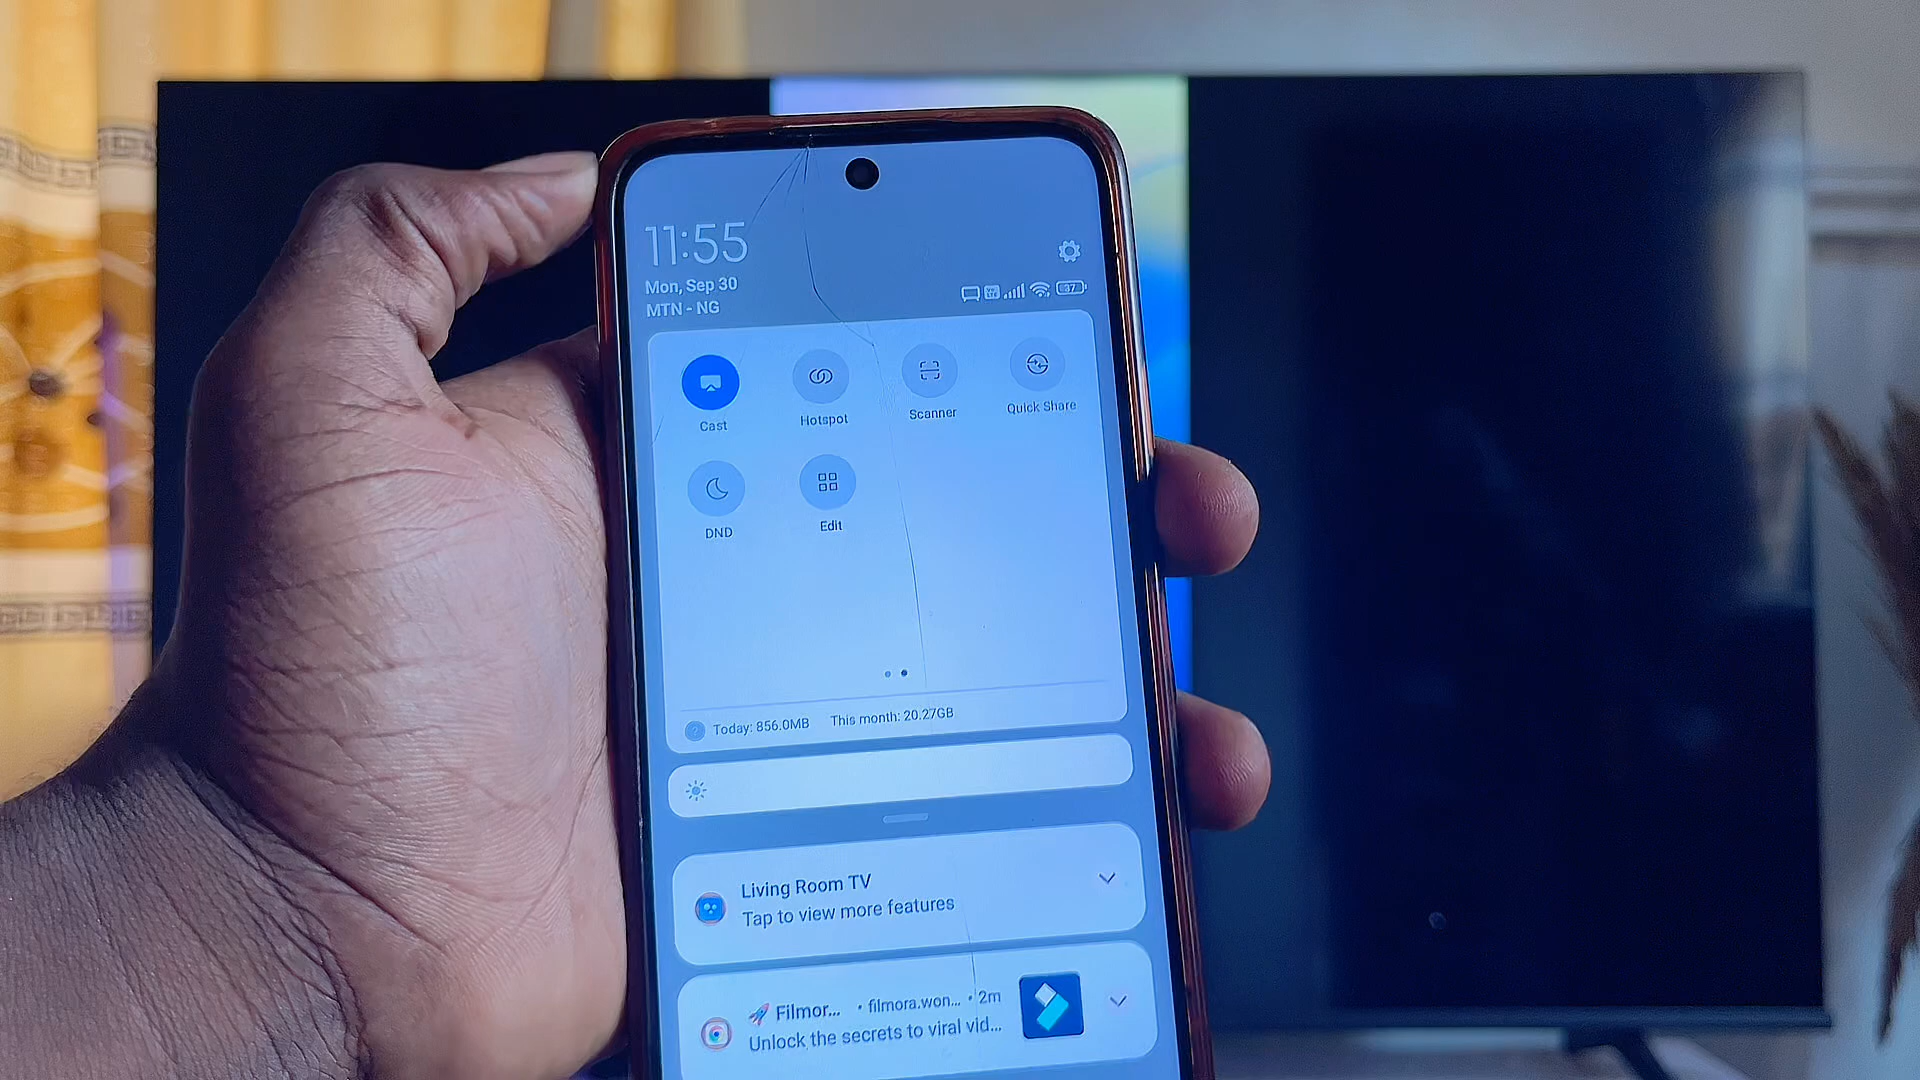 11:55
Mon, Sep 30
MTN - NG
37
Cast
Hotspot
Scanner
Quick Share
DND
Edit
Today: 856.0MB This month: 20.27GB
Living Room TV
Tap to view more features
Filmor... • filmora.won... • 2m
Unlock the secrets to viral vid...